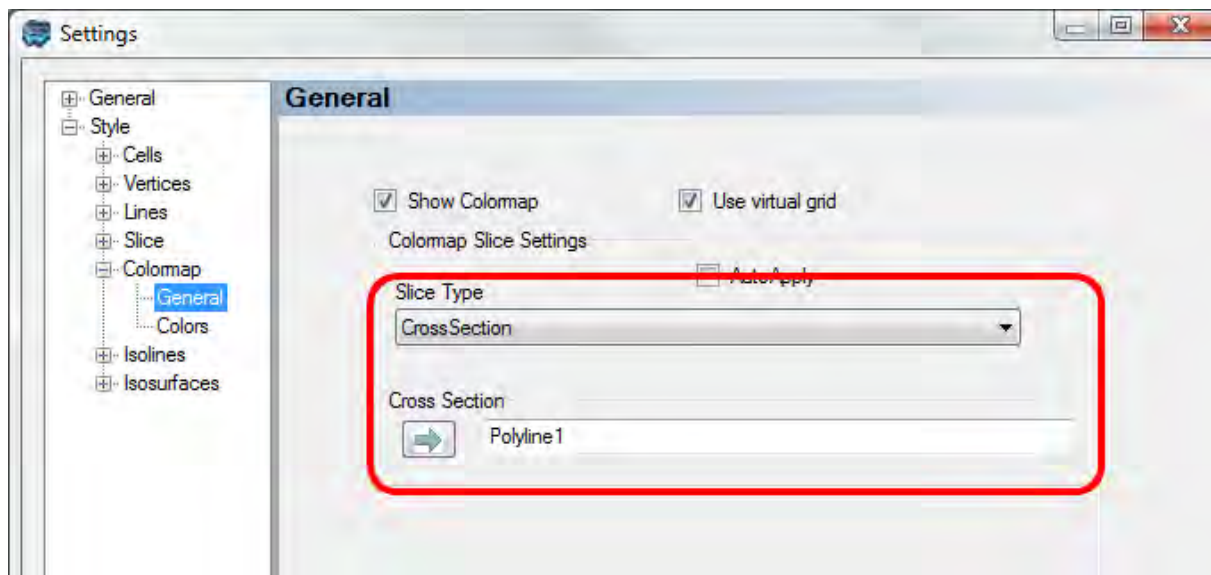 Settings
General
Style
Cells
Vertices
Lines
Slice
Colormap
General
Colors
Isolines
Isosurfaces
General
Show Colormap
Use virtual grid
Colormap Slice Settings
AutoApply
Slice Type
CrossSection
Cross Section
Polyline1